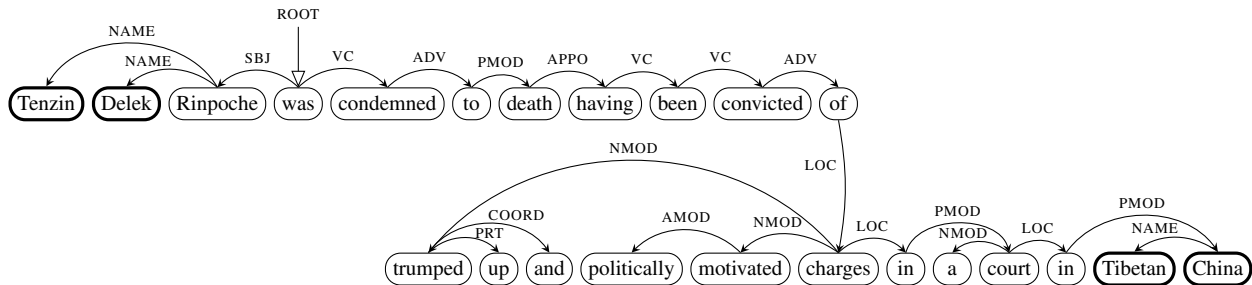 ROOT
NAME
NAME SBJ VC ADV PMOD APPO VC VC ADV
Tenzin Delek Rinpoche was condemned to death having been convicted of
NMOD LOC
COORD AMOD NMOD LOC PMOD PMOD
PRT NMOD LOC NAME
trumped up and politically motivated charges in a court in Tibetan China